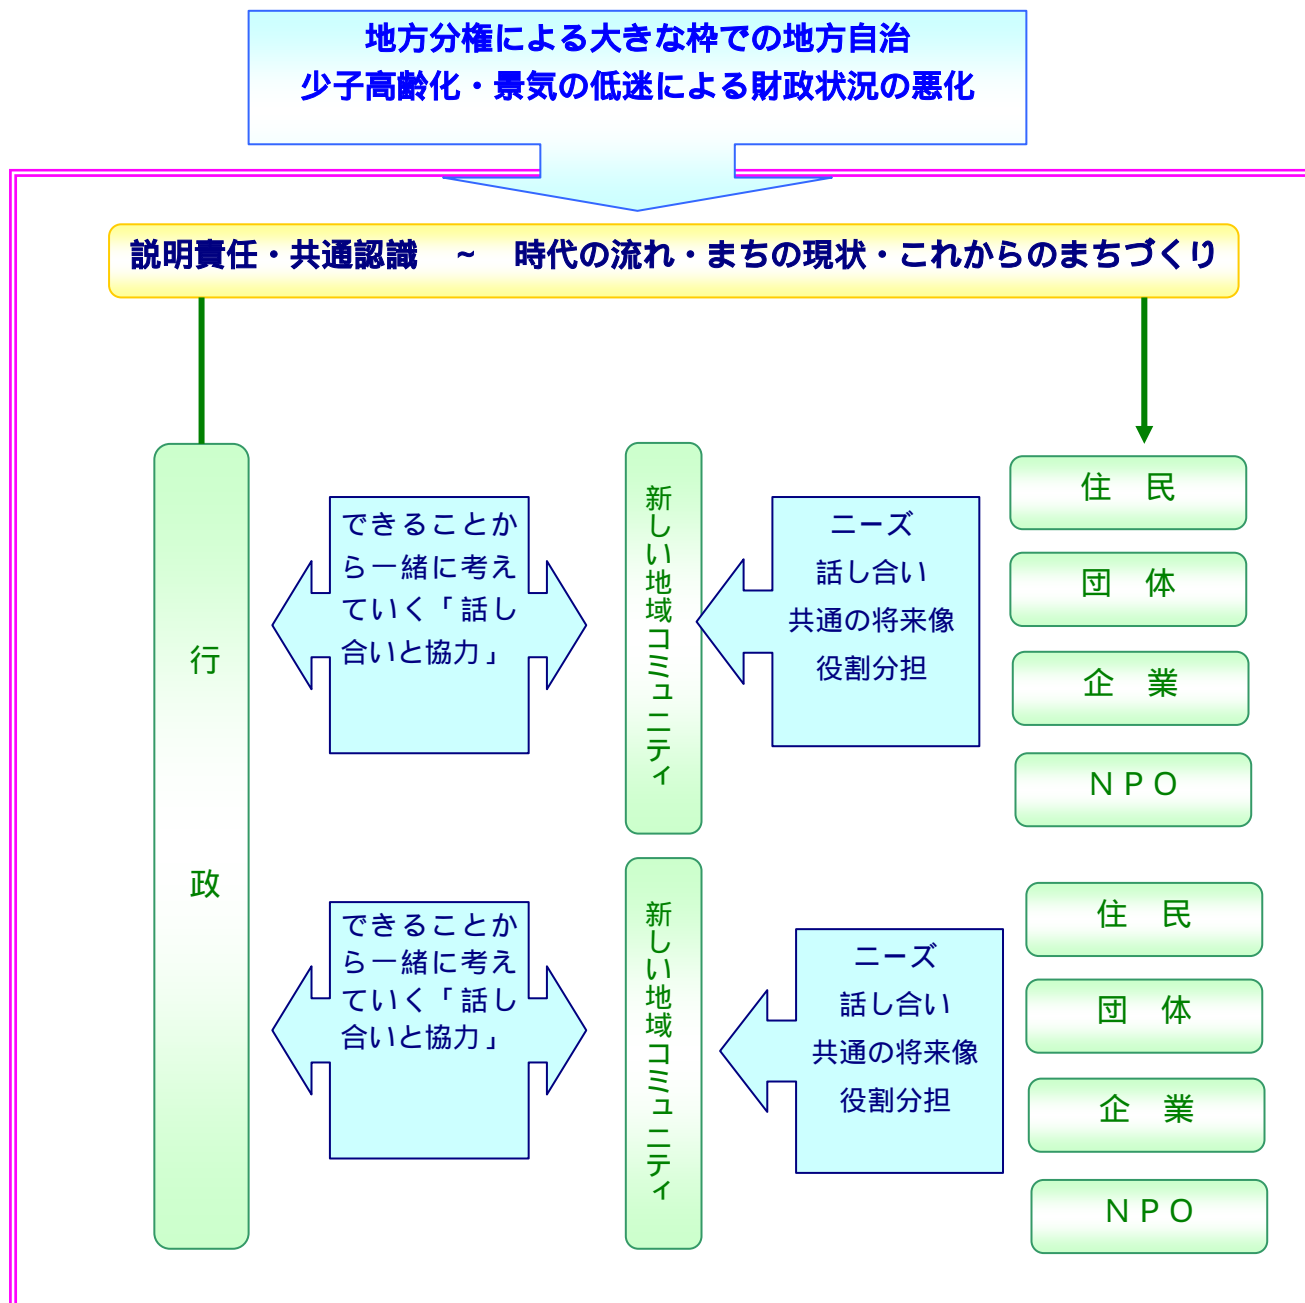 地方分権による大きな枠での地方自治
少子高齢化・景気の低迷による財政状況の悪化
説明責任・共通認識　～　時代の流れ・まちの現状・これからのまちづくり
行政
できることか
ら一緒に考え
ていく「話し
合いと協力」
新しい地域コミュニティ
ニーズ
話し合い
共通の将来像
役割分担
住　民
団　体
企　業
ＮＰＯ
できることか
ら一緒に考え
ていく「話し
合いと協力」
新しい地域コミュニティ
ニーズ
話し合い
共通の将来像
役割分担
住　民
団　体
企　業
ＮＰＯ